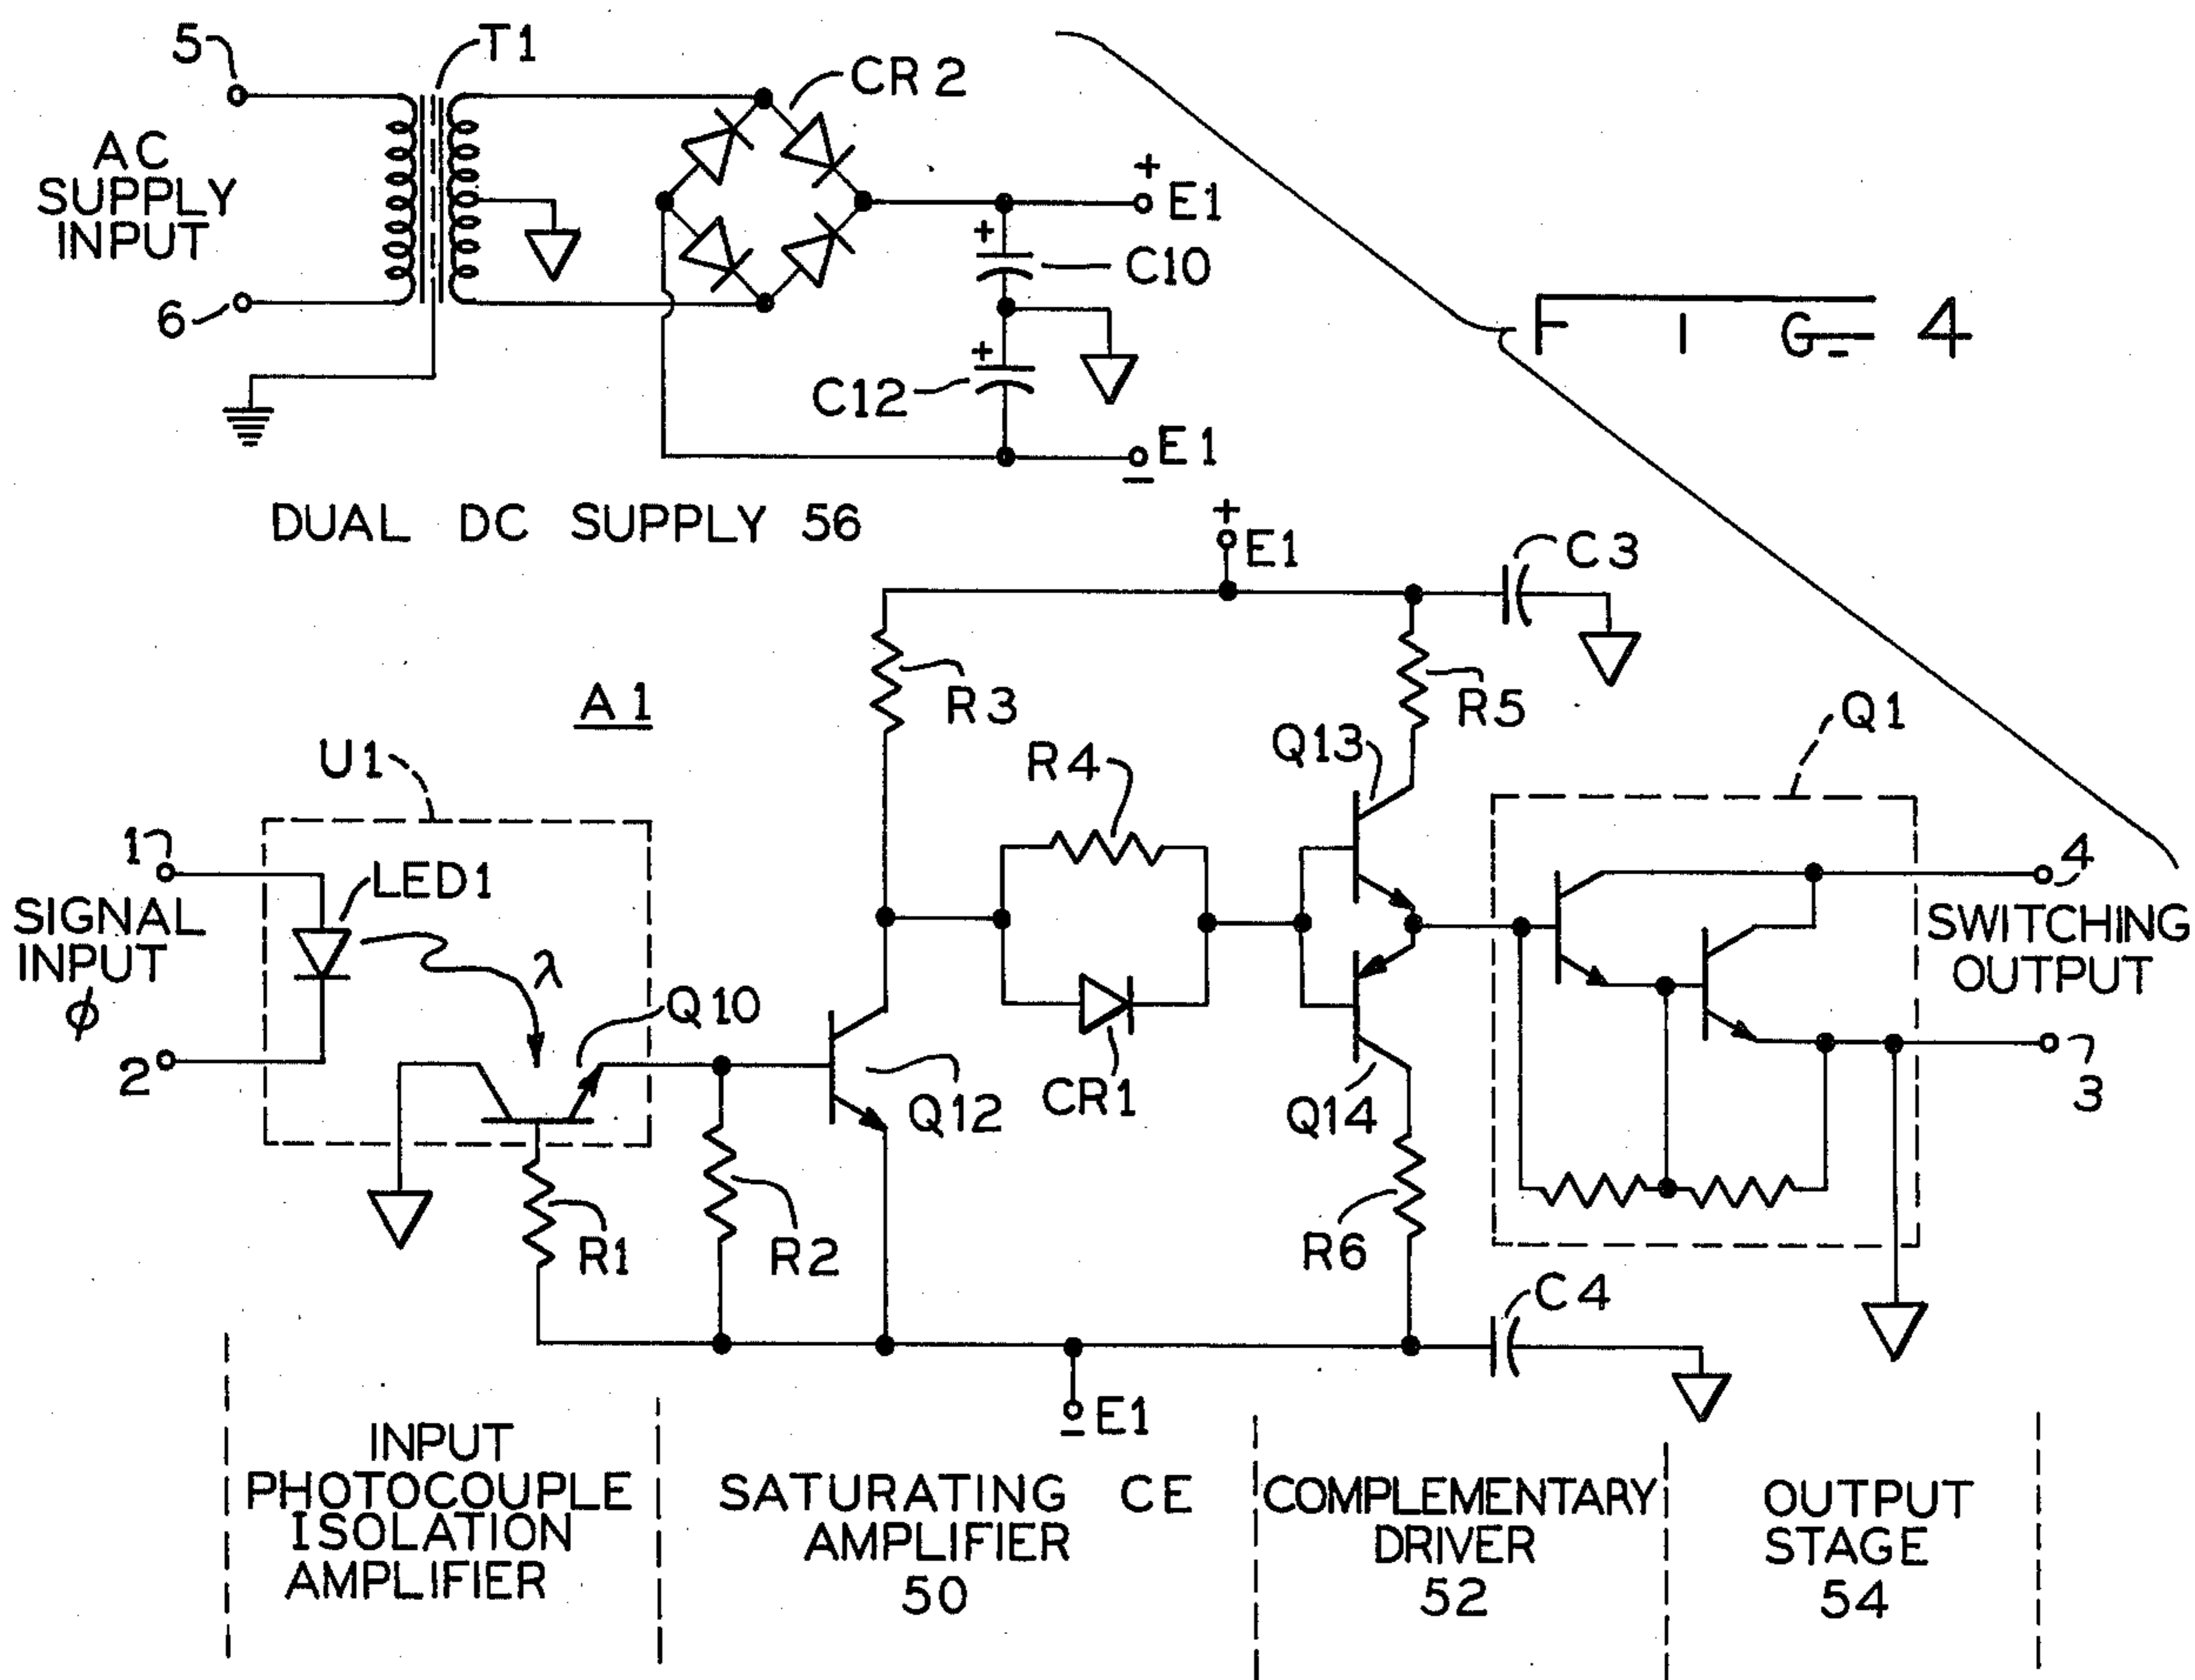 5
T1
CR2
AC
SUPPLY
INPUT
6
+
E1
+
C10
+
C12
E1
-
FIG-4
DUAL DC SUPPLY 56
+
E1
C3
A1
R3
R5
Q1
U1
R4
Q13
1
LED1
4
SIGNAL
INPUT
ϕ
λ
Q10
SWITCHING
OUTPUT
2
Q12
CR1
Q14
3
R1
R2
R6
C4
E1
-
INPUT
PHOTOCOUPLE
ISOLATION
AMPLIFIER
SATURATING CE
AMPLIFIER
50
COMPLEMENTARY
DRIVER
52
OUTPUT
STAGE
54